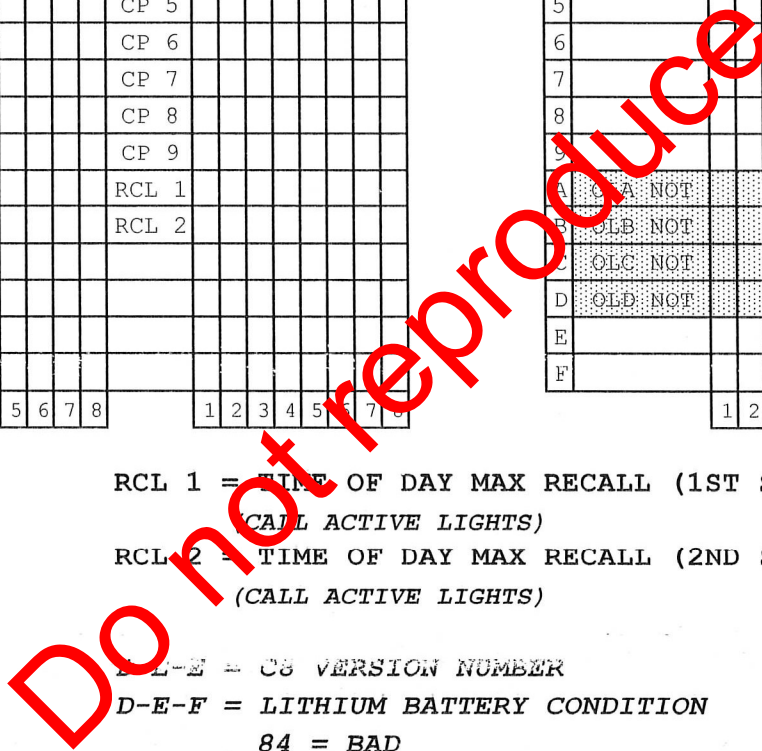 CP 5
CP 6
CP 7
CP 8
CP 9
RCL 1
RCL 2
5 6 7 8
1 2 3 4 5 6 7 8
5
6
7
8
9
A OLA NOT
B OLB NOT
C OLC NOT
D OLD NOT
E
F
1 2
RCL 1 = TIME OF DAY MAX RECALL (1ST
(CALL ACTIVE LIGHTS)
RCL 2 = TIME OF DAY MAX RECALL (2ND
(CALL ACTIVE LIGHTS)
= C8 VERSION NUMBER
D-E-F = LITHIUM BATTERY CONDITION
84 = BAD
Do not reproduce